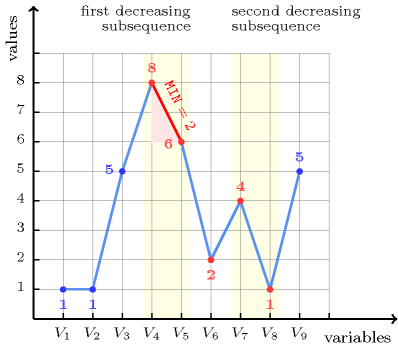 first decreasing
subsequence
second decreasing
subsequence
values
8
7
6
5
4
3
2
1
1
1
5
8
MIN = 2
6
2
4
1
5
V1 V2 V3 V4 V5 V6 V7 V8 V9
variables